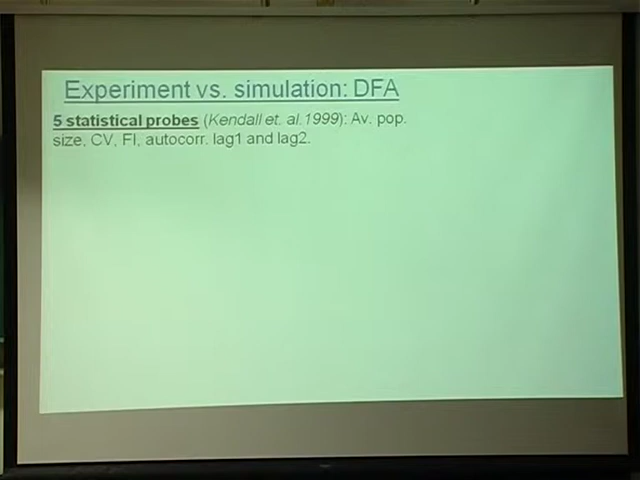 Experiment vs. simulation: DFA
5 statistical probes (Kendall et. al.1999): Av. pop.
size, CV, FI, autocorr. lag1 and lag2.